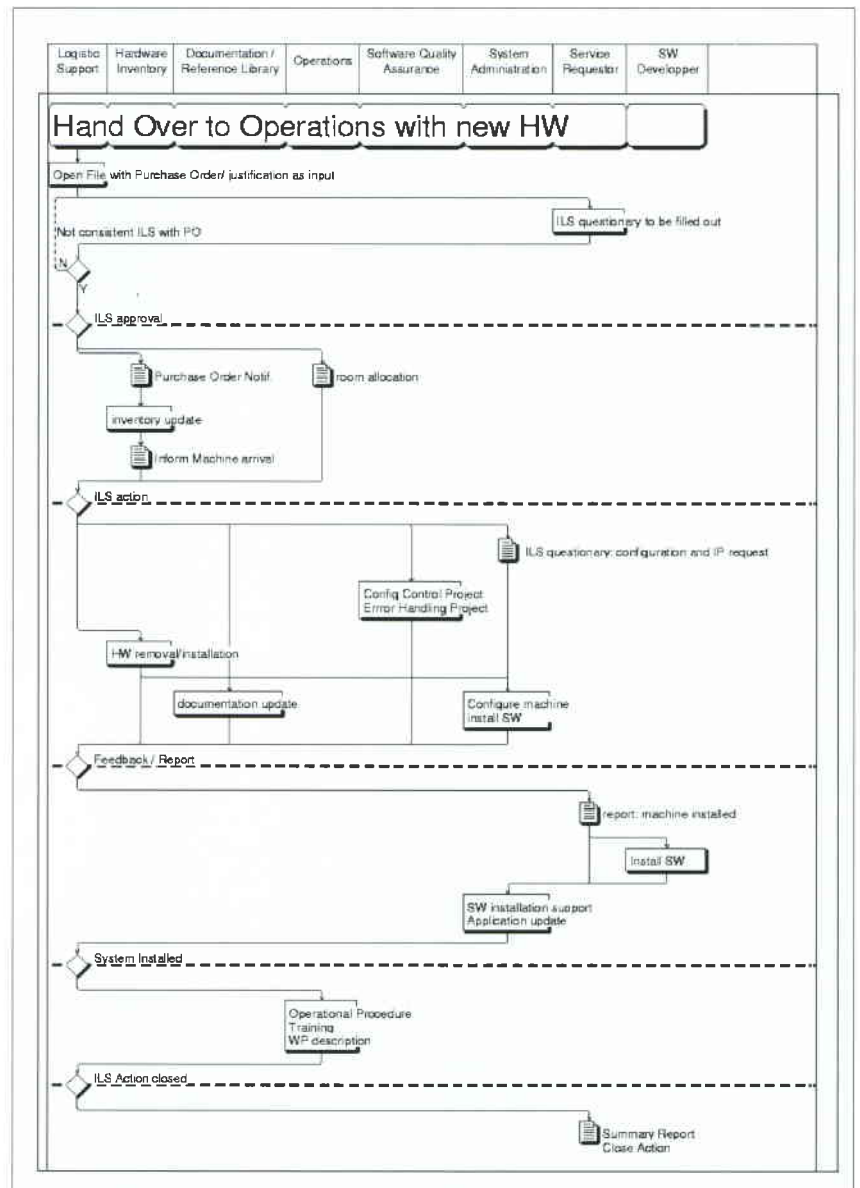 Logistic Support
Hardware Inventory
Documentation / Reference Library
Operations
Software Quality Assurance
System Administration
Service Requestor
SW Developper
Hand Over to Operations with new HW
Open File with Purchase Order/ justification as input
ILS questionary to be filled out
Not consistent ILS with PO
N
Y
ILS approval
Purchase Order Notif.
room allocation
inventory update
Inform Machine arrival
ILS action
ILS questionary: configuration and IP request
Config Control Project
Error Handling Project
HW removal/installation
documentation update
Configure machine
install SW
Feedback / Report
report: machine installed
Install SW
SW installation support
Application update
System Installed
Operational Procedure
Training
WP description
ILS Action closed
Summary Report
Close Action